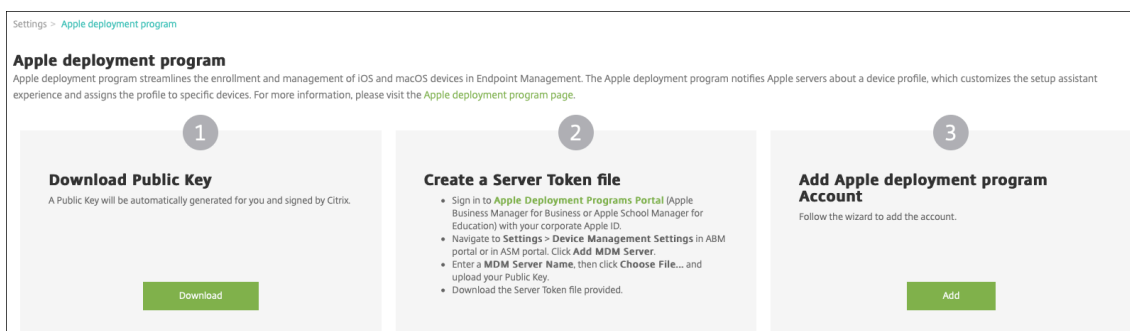 Settings > Apple deployment program
Apple deployment program
Apple deployment program streamlines the enrollment and management of iOS and macOS devices in Endpoint Management. The Apple deployment program notifies Apple servers about a device profile, which customizes the setup assistant
experience and assigns the profile to specific devices. For more information, please visit the Apple deployment program page.
1
Download Public Key
A Public Key will be automatically generated for you and signed by Citrix.
Download
2
Create a Server Token file
• Sign in to Apple Deployment Programs Portal (Apple
Business Manager for Business or Apple School Manager for
Education) with your corporate Apple ID.
• Navigate to Settings > Device Management Settings in ABM
portal or in ASM portal. Click Add MDM Server.
• Enter a MDM Server Name, then click Choose File... and
upload your Public Key.
• Download the Server Token file provided.
3
Add Apple deployment program
Account
Follow the wizard to add the account.
Add